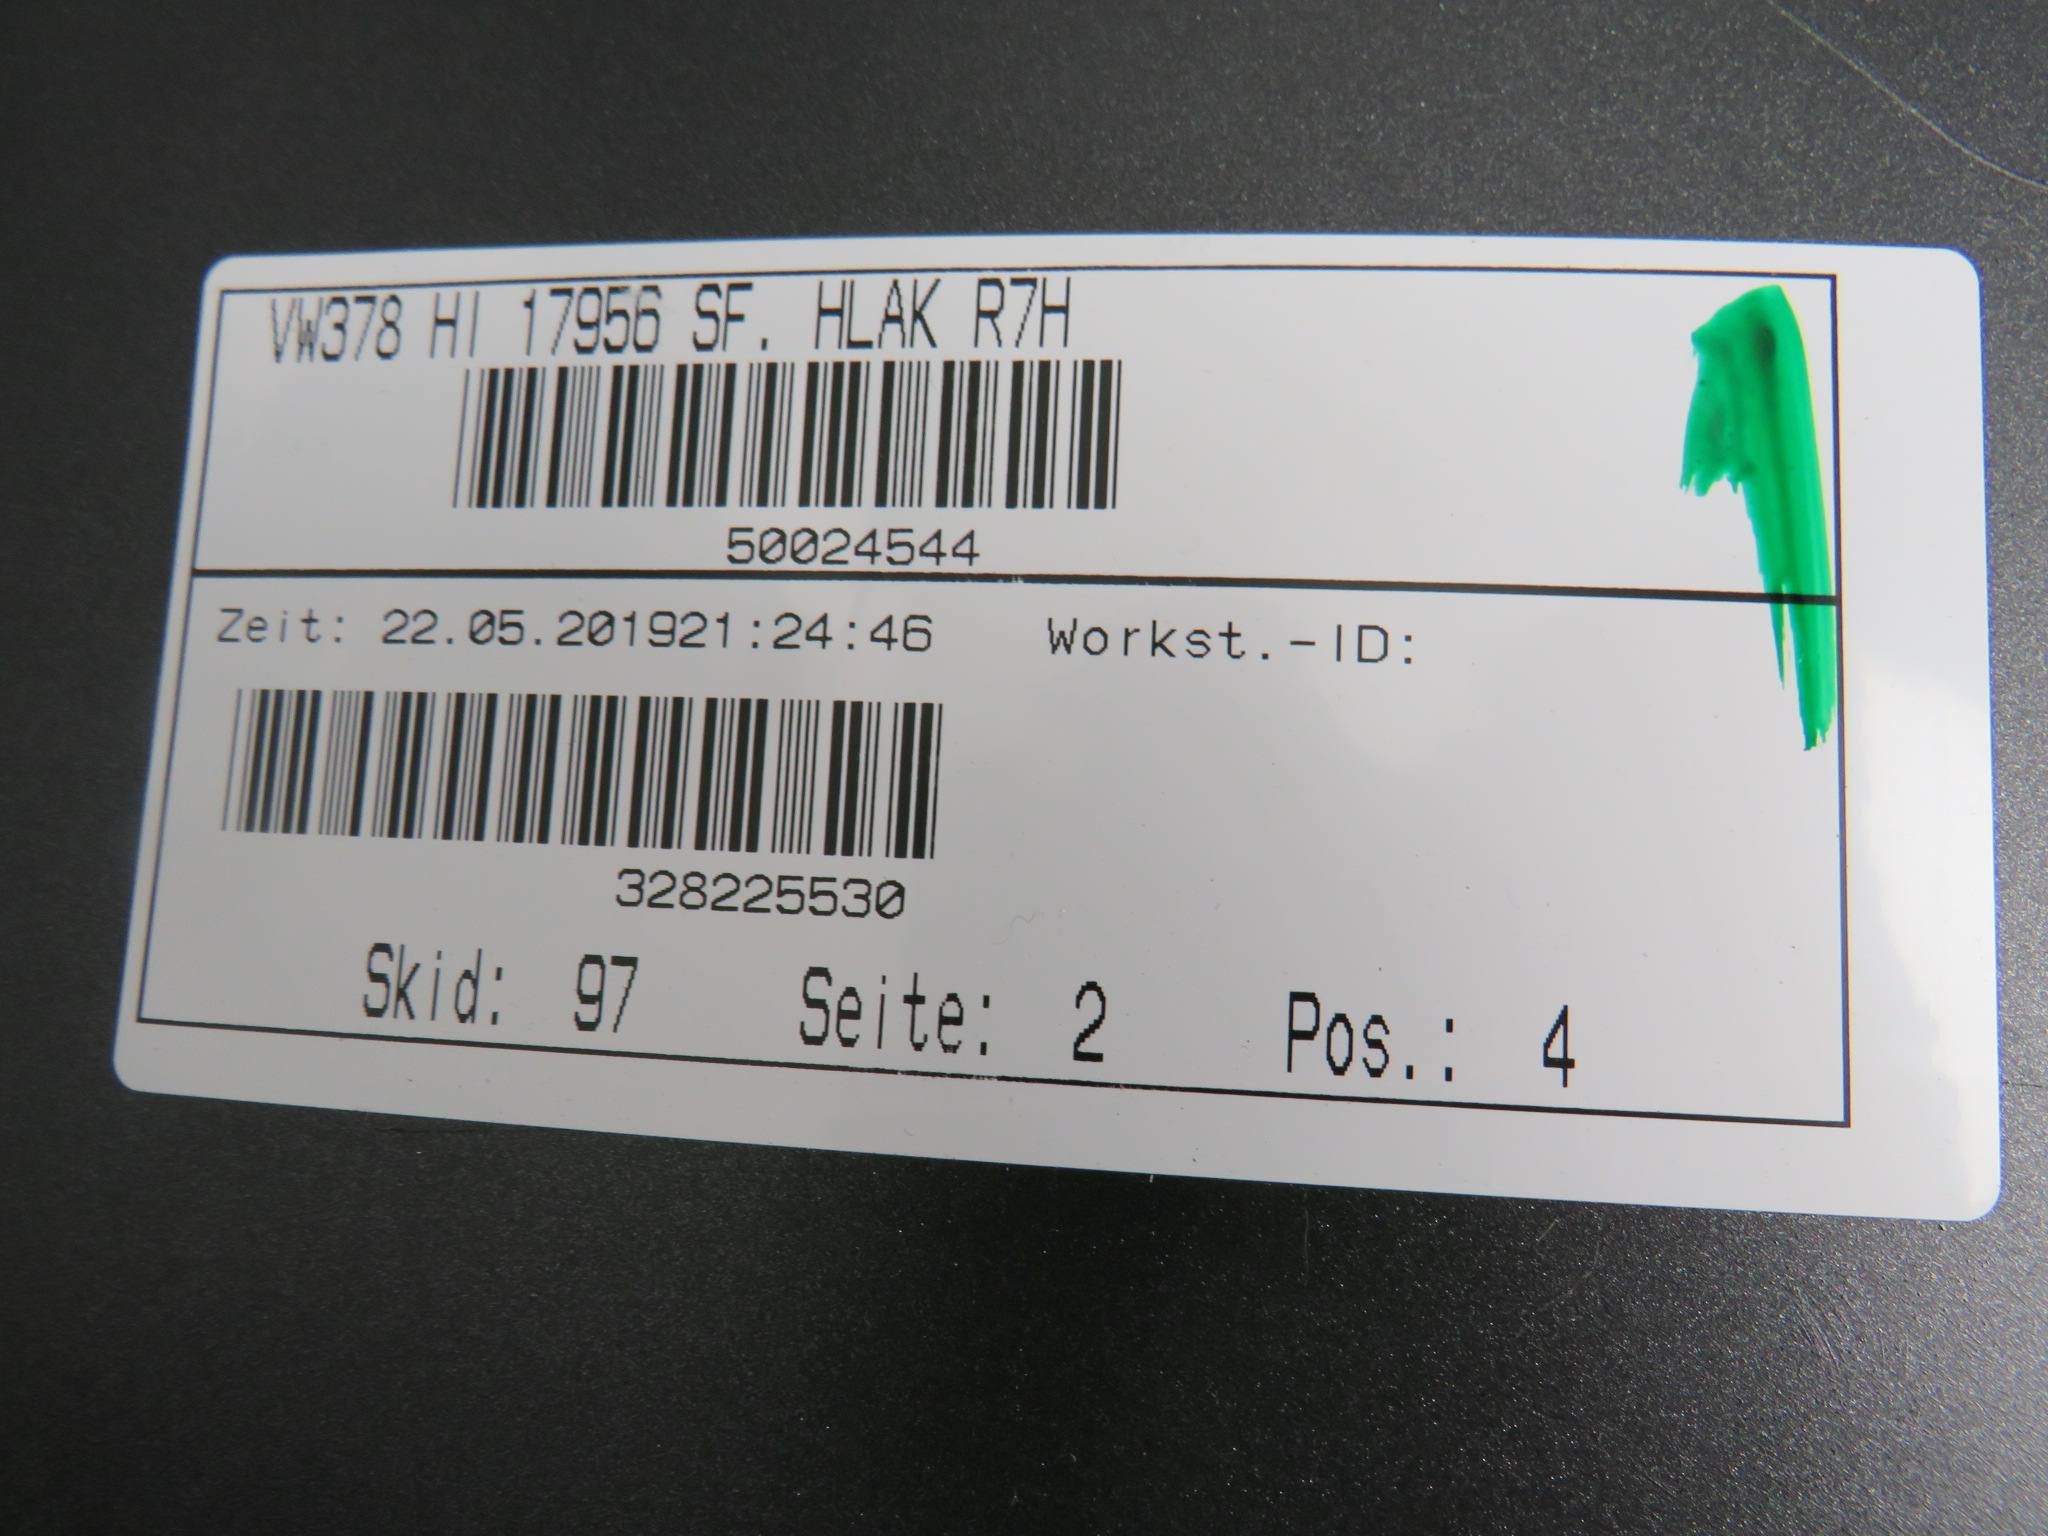 VW378 HI 17956 SF. HLAK R7H
50024544
Zeit: 22.05.201921:24:46 Workst.-ID:
328225530
Skid: 97 Seite: 2 Pos.: 4